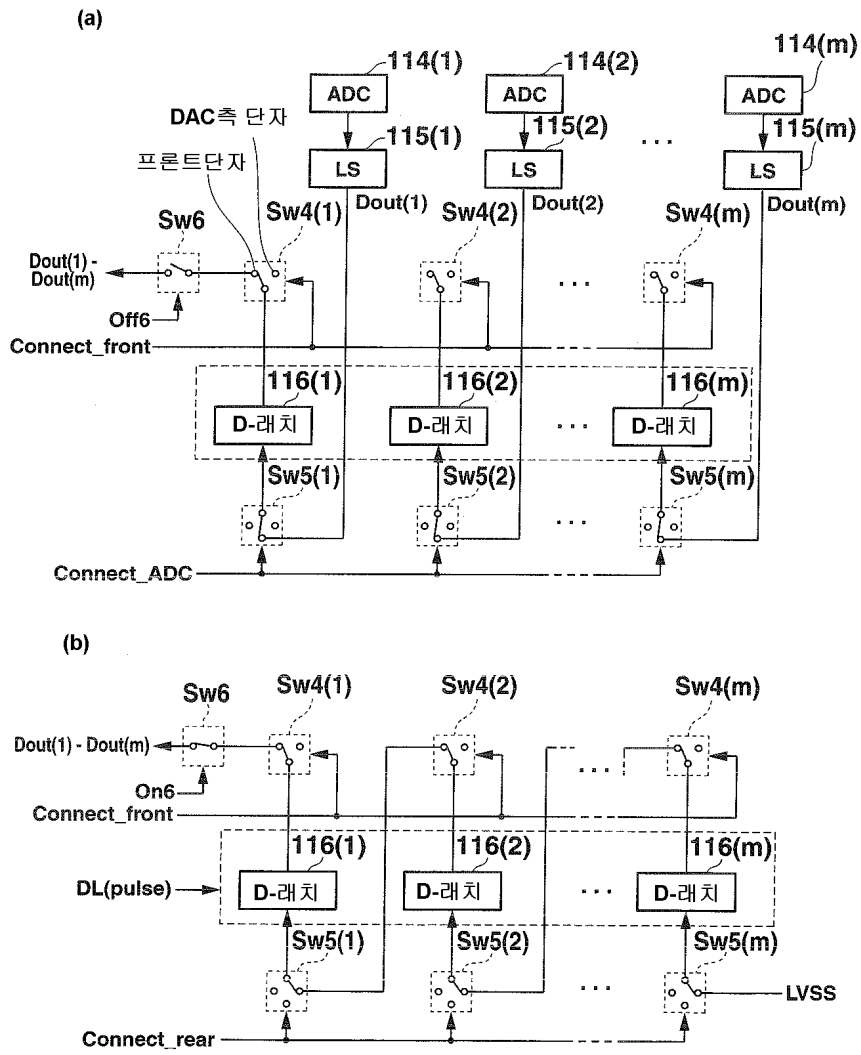 (a)
114(1)
114(2)
114(m)
ADC
ADC
ADC
DAC측 단자
115(1)
115(2)
115(m)
프론트단자
LS
LS
LS
Dout(1)
Dout(2)
Dout(m)
Sw6
Sw4(1)
Sw4(2)
Sw4(m)
Dout(1) -
Dout(m)
. . .
. . .
Off6
Connect_front
116(1)
116(2)
116(m)
D-래치
D-래치
. . .
D-래치
Sw5(1)
Sw5(2)
Sw5(m)
. . .
Connect_ADC
(b)
Sw6
Sw4(1)
Sw4(2)
Sw4(m)
Dout(1) - Dout(m)
. . .
On6
Connect_front
116(1)
116(2)
116(m)
DL(pulse)
D-래치
D-래치
. . .
D-래치
Sw5(1)
Sw5(2)
Sw5(m)
. . .
LVSS
Connect_rear